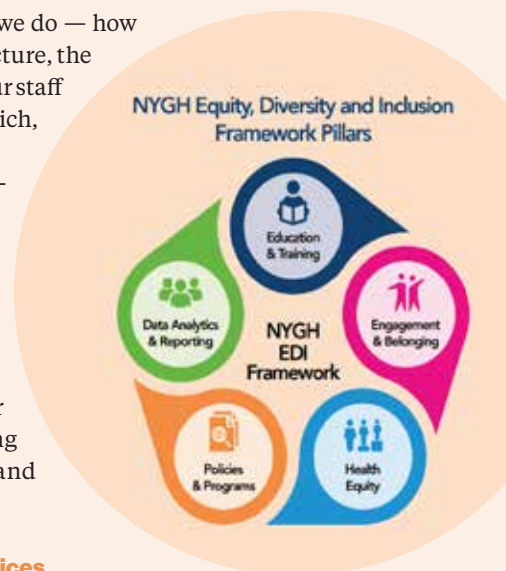 we do — how
cture, the
ur staff
ich,
-
r
ng
and
ices
NYGH Equity, Diversity and Inclusion
Framework Pillars
Education
& Training
Engagement
& Belonging
Health
Equity
Policies
& Programs
Data Analytics
& Reporting
NYGH
EDI
Framework